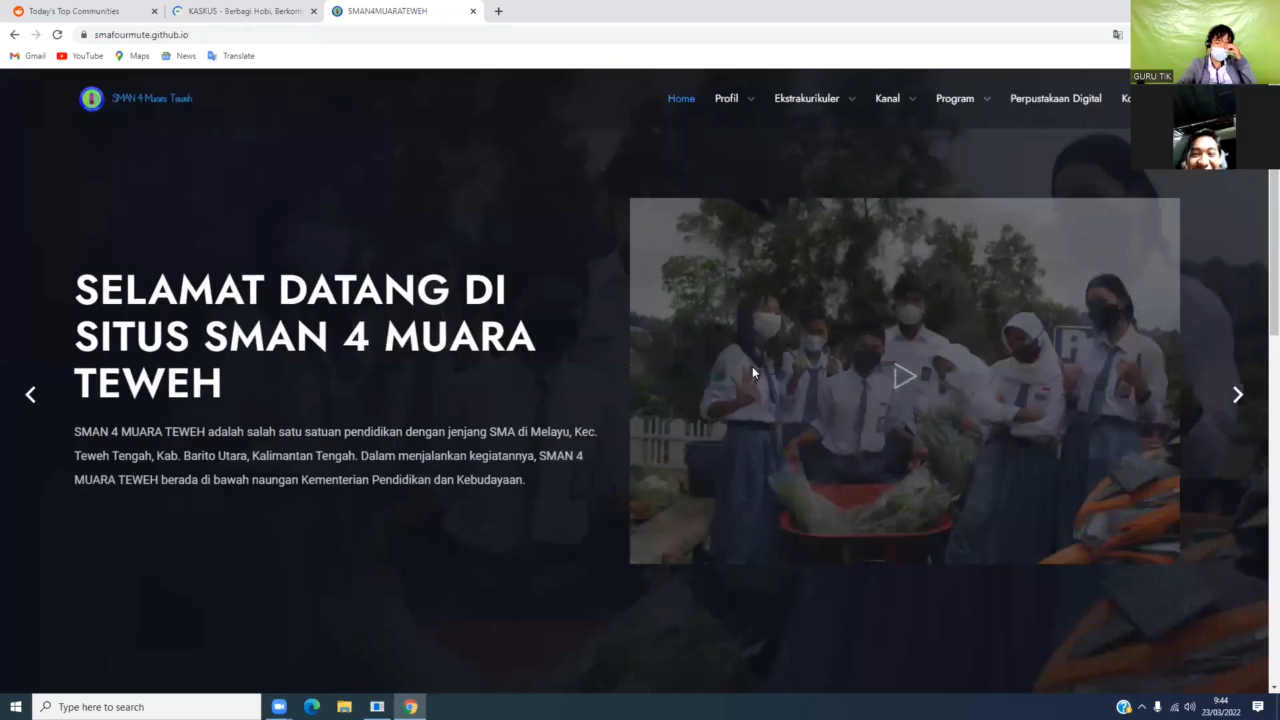 Today's Top Communities
KASKUS - Berbagi Hobi, Berkom
SMAN4MUARATEWEH
smafourmute.github.io
Gmail
YouTube
Maps
News
Translate
GURU TIK
SMAN 4 Muara Teweh
Home
Profil
Ekstrakurikuler
Kanal
Program
Perpustakaan Digital
SELAMAT DATANG DI
SITUS SMAN 4 MUARA
TEWEH
SMAN 4 MUARA TEWEH adalah salah satu satuan pendidikan dengan jenjang SMA di Melayu, Kec.
Teweh Tengah, Kab. Barito Utara, Kalimantan Tengah. Dalam menjalankan kegiatannya, SMAN 4
MUARA TEWEH berada di bawah naungan Kementerian Pendidikan dan Kebudayaan.
Type here to search
9:44
23/03/2022